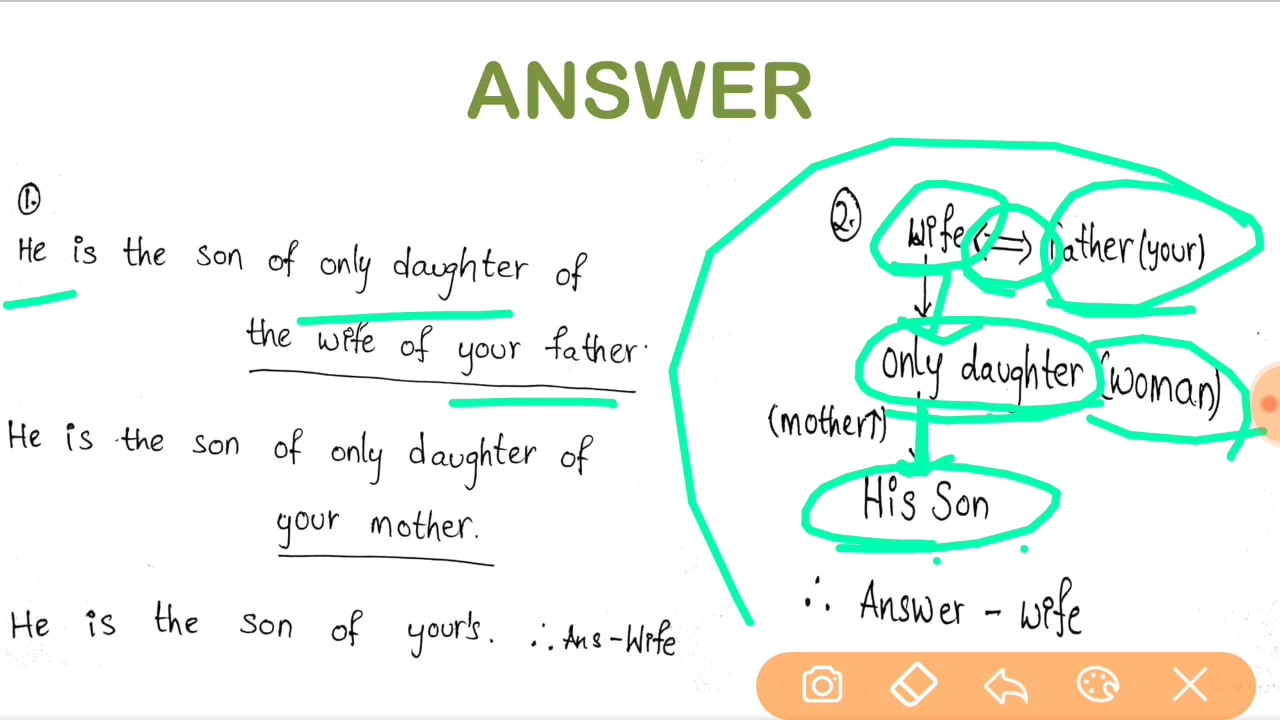 ANSWER
1.
He is the son of only daughter of
the wife of your father.
He is the son of only daughter of
your mother.
He is the son of your's. ∴ Ans - Wife
2.
Wife ⟺ Father (your)
↓
only daughter (woman)
(mother↑) ↓
His Son
∴ Answer - wife